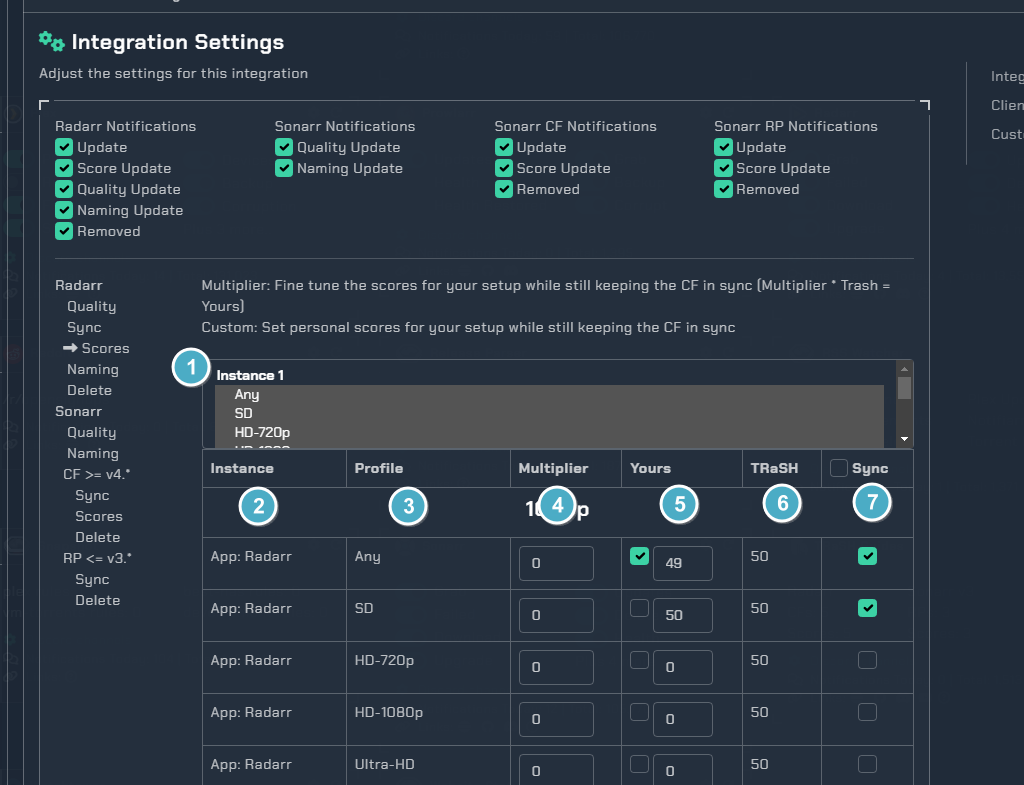 Integration Settings
Adjust the settings for this integration
Radarr Notifications
Update
Score Update
Quality Update
Naming Update
Removed
Sonarr Notifications
Quality Update
Naming Update
Sonarr CF Notifications
Update
Score Update
Removed
Sonarr RP Notifications
Update
Score Update
Removed
Radarr
Quality
Sync
Scores
Naming
Delete
Sonarr
Quality
Naming
CF >= v4.*
Sync
Scores
Delete
RP <= v3.*
Sync
Delete
Multiplier: Fine tune the scores for your setup while still keeping the CF in sync (Multiplier * Trash =
Yours)
Custom: Set personal scores for your setup while still keeping the CF in sync
1
Instance 1
Any
SD
HD-720p
Instance Profile Multiplier Yours TRaSH Sync
2 3 4 5 6 7
App: Radarr Any 0 49 50
App: Radarr SD 0 50 50
App: Radarr HD-720p 0 0 50
App: Radarr HD-1080p 0 0 50
App: Radarr Ultra-HD 0 0 50